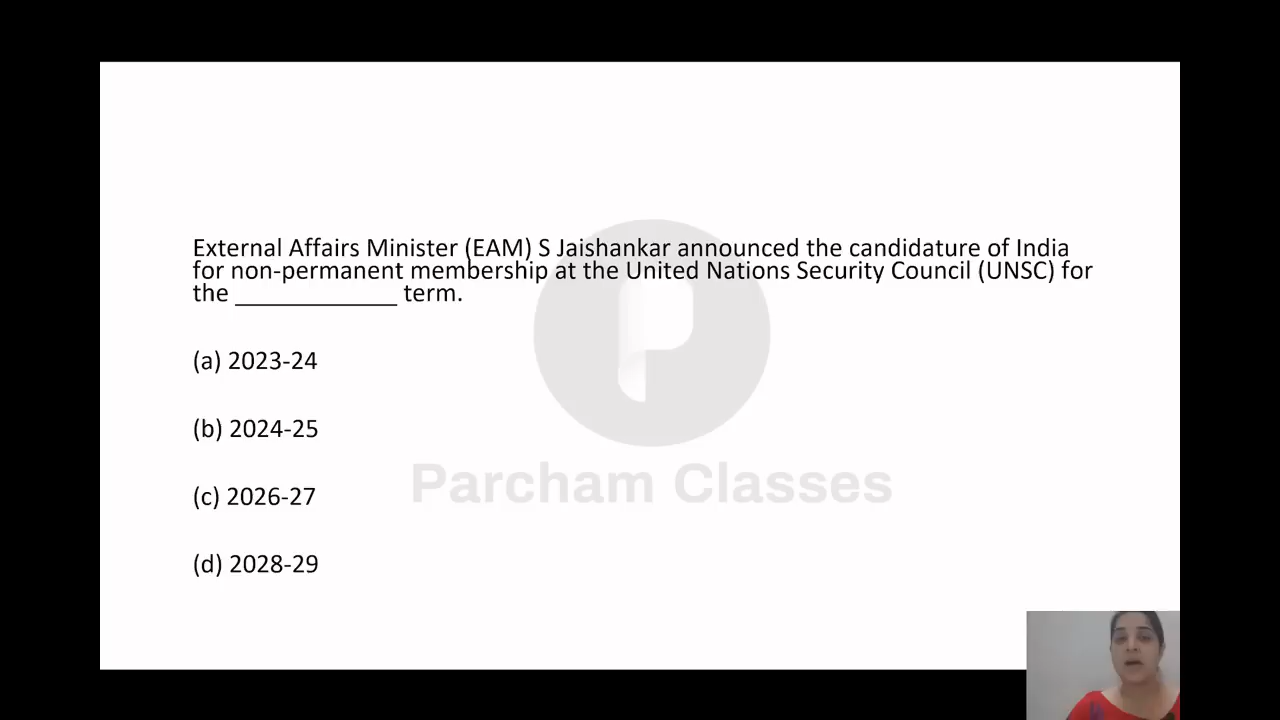 External Affairs Minister (EAM) S Jaishankar announced the candidature of India
for non-permanent membership at the United Nations Security Council (UNSC) for
the _____________ term.
(a) 2023-24
(b) 2024-25
(c) 2026-27
Parcham Classes
(d) 2028-29